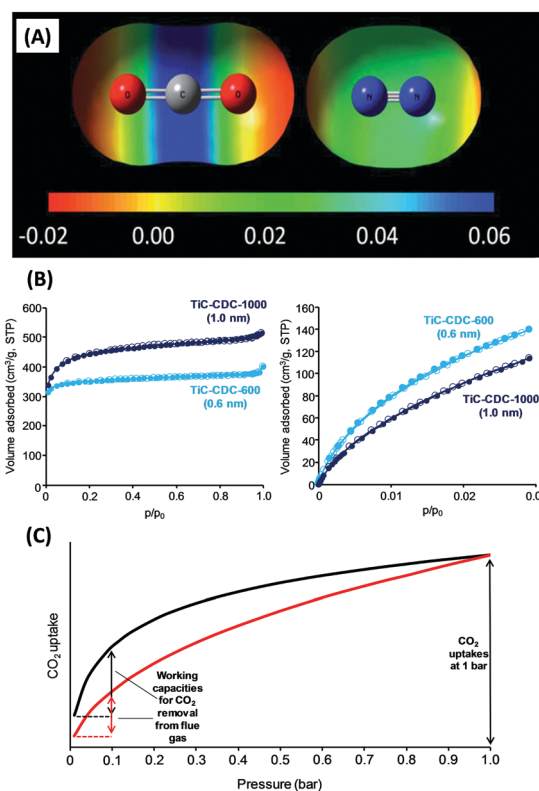 (A)
O C O N N
-0.02 0.00 0.02 0.04 0.06
(B)
Volume adsorbed (cm³/g, STP)
600
500
400
300
200
100
0
TiC-CDC-1000
(1.0 nm)
TiC-CDC-600
(0.6 nm)
0 0.2 0.4 0.6 0.8 1.0
p/p₀
Volume adsorbed (cm³/g, STP)
160
140
120
100
80
60
40
20
0
TiC-CDC-600
(0.6 nm)
TiC-CDC-1000
(1.0 nm)
0 0.01 0.02 0.0
p/p₀
(C)
CO₂ uptake
Working
capacities
for CO₂
removal
from flue
gas
CO₂
uptakes
at 1 bar
0 0.1 0.2 0.3 0.4 0.5 0.6 0.7 0.8 0.9 1.0
Pressure (bar)